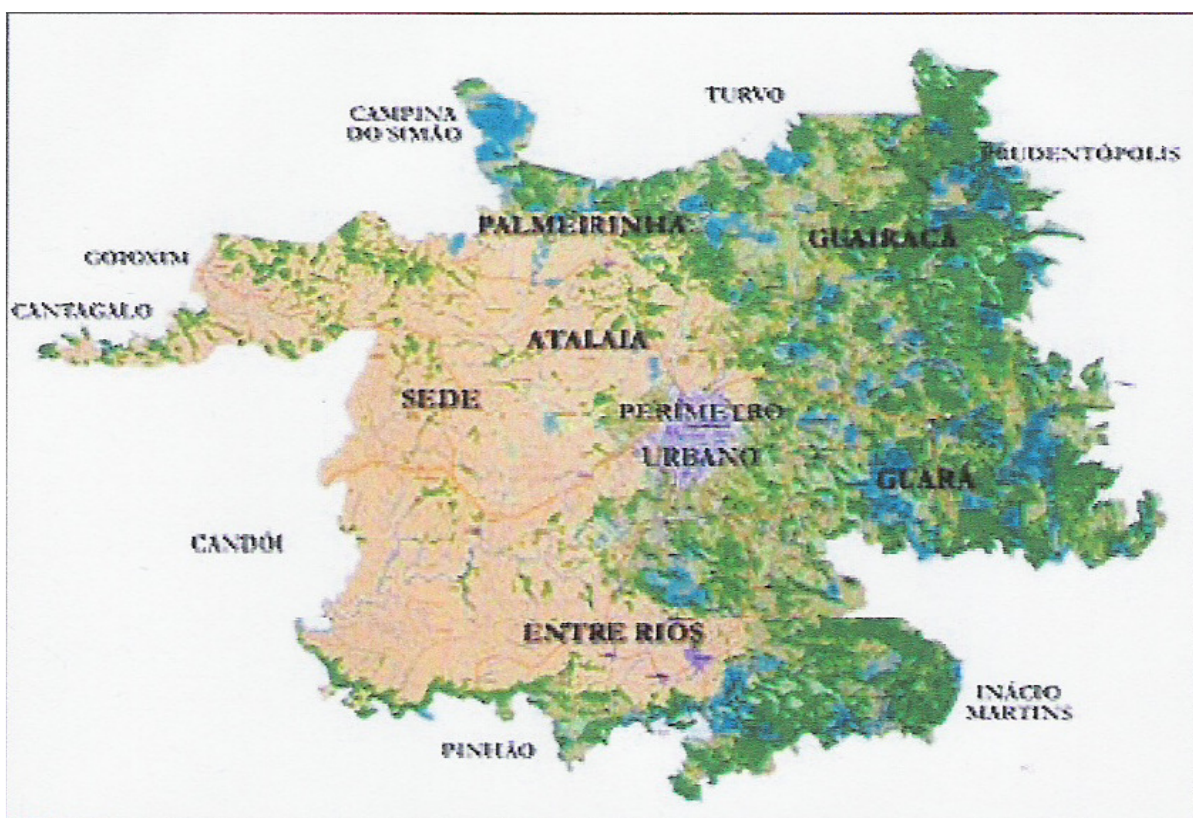 TURVO
CAMPINA
DO SIMÃO
PRUDENTÓPOLIS
PALMEIRINHA
GUAIRACÁ
GOIOXIM
CANTAGALO
ATALAIA
SEDE
PERÍMETRO
URBANO
GUARÁ
CANDÓI
ENTRE RIOS
INÁCIO
MARTINS
PINHÃO